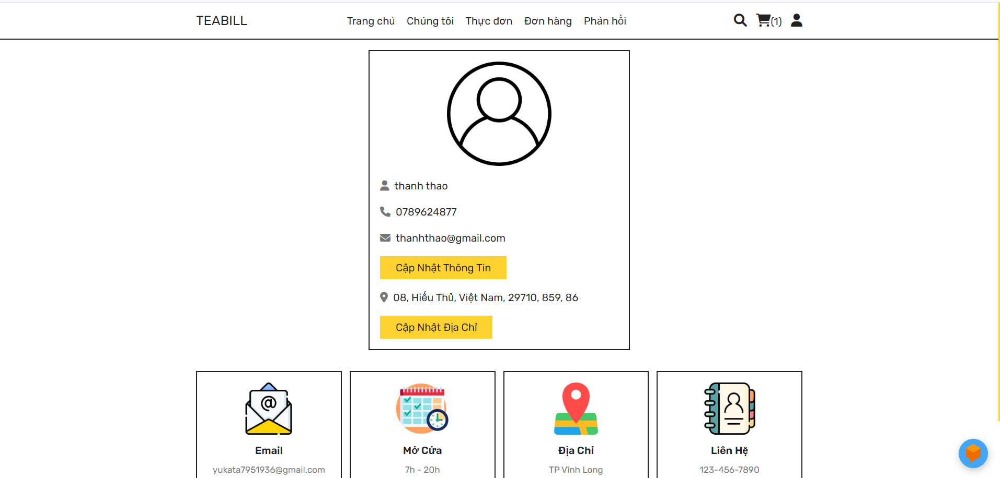 TEABILL
Trang chủ Chúng tôi Thực đơn Đơn hàng Phản hồi
(1)
thanh thao
0789624877
thanhthao@gmail.com
Cập Nhật Thông Tin
08, Hiếu Thủ, Việt Nam, 29710, 859, 86
Cập Nhật Địa Chỉ
@
Email
yukata7951936@gmail.com
Mở Cửa
7h - 20h
Địa Chỉ
TP Vĩnh Long
Liên Hệ
123-456-7890